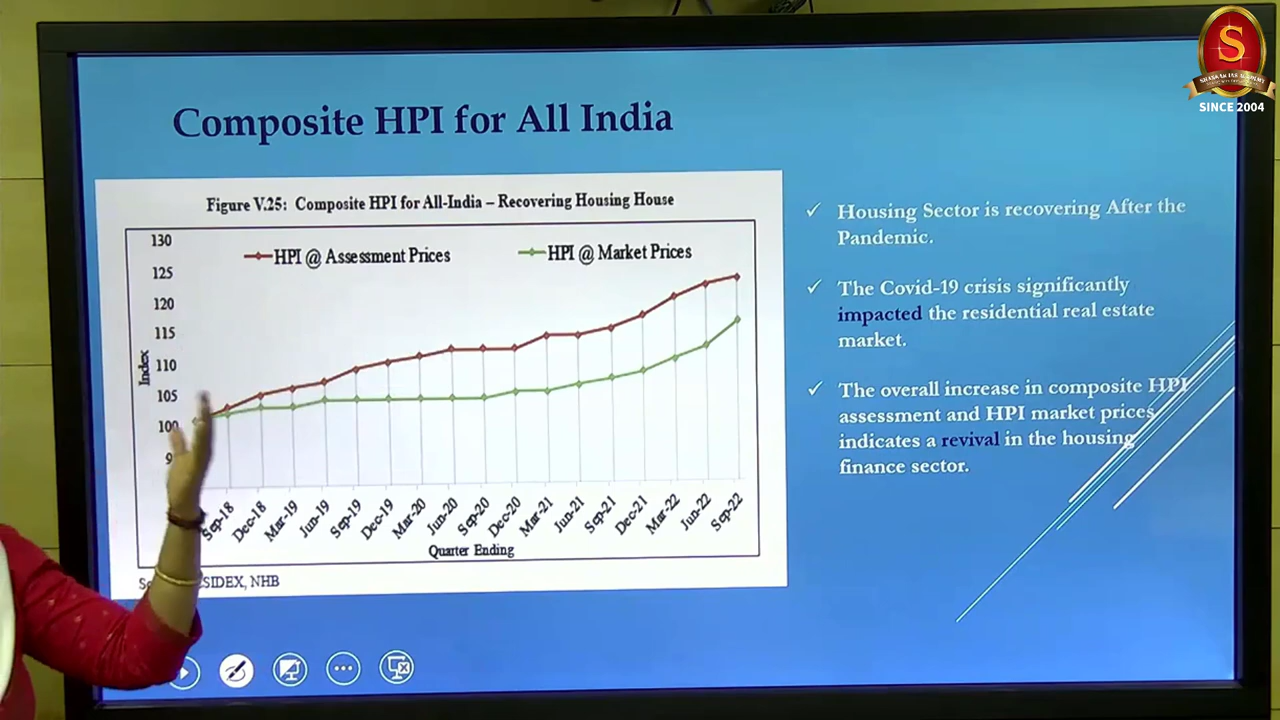 S
SHANKAR IAS ACADEMY
SINCE 2004
Composite HPI for All India
Figure V.25: Composite HPI for All-India – Recovering Housing House
HPI @ Assessment Prices
HPI @ Market Prices
130
125
120
115
110
105
100
9
Index
Sep-18
Dec-18
Mar-19
Jun-19
Sep-19
Dec-19
Mar-20
Jun-20
Sep-20
Dec-20
Mar-21
Jun-21
Sep-21
Dec-21
Mar-22
Jun-22
Sep-22
Quarter Ending
SIDEX, NHB
✓ Housing Sector is recovering After the
Pandemic.
✓ The Covid-19 crisis significantly
impacted the residential real estate
market.
✓ The overall increase in composite HPI
assessment and HPI market prices
indicates a revival in the housing
finance sector.